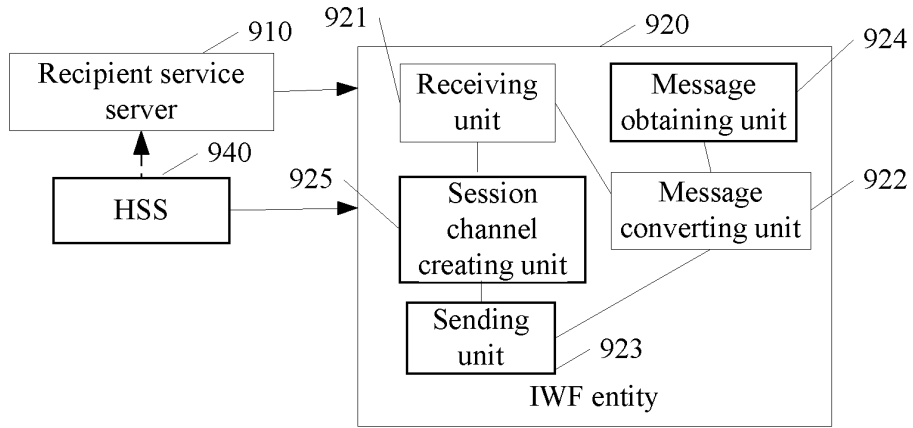 910
921
920
924
Recipient service
server
Receiving
unit
Message
obtaining unit
940
925
HSS
Session
channel
creating unit
Message
converting unit
922
Sending
unit
923
IWF entity